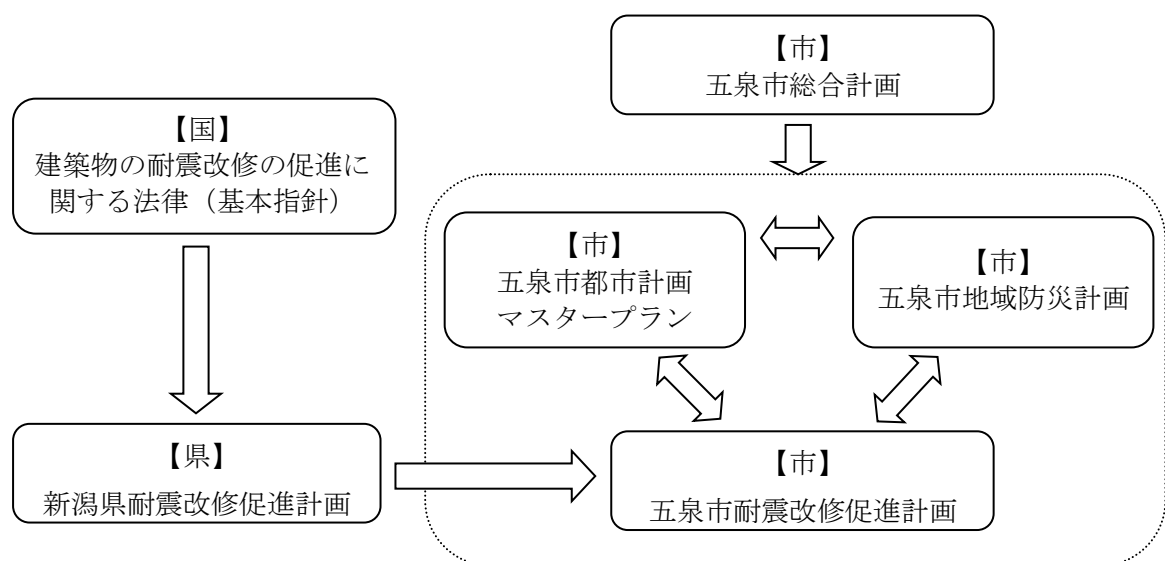 【市】
五泉市総合計画
【国】
建築物の耐震改修の促進に
関する法律（基本指針）
【市】
五泉市都市計画
マスタープラン
【市】
五泉市地域防災計画
【県】
新潟県耐震改修促進計画
【市】
五泉市耐震改修促進計画